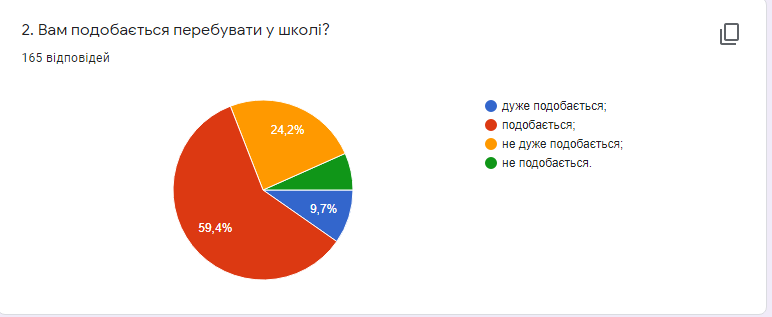 2. Вам подобається перебувати у школі?
165 відповідей
24,2%
9,7%
59,4%
дуже подобається;
подобається;
не дуже подобається;
не подобається.